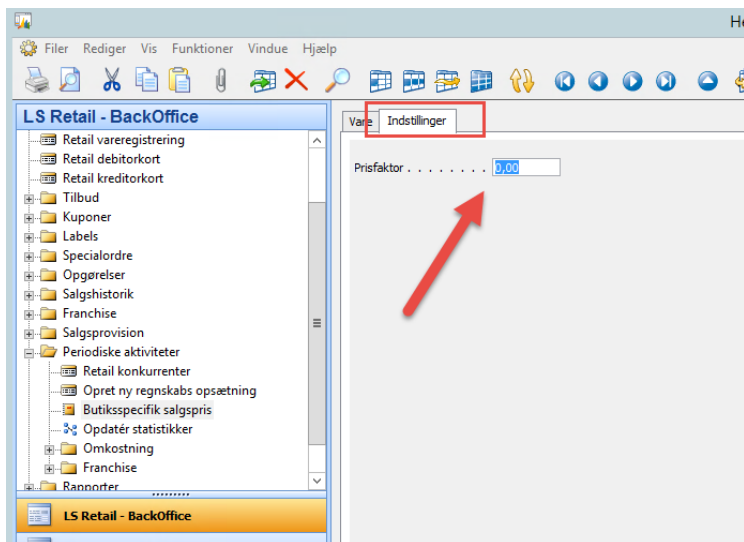 He
Filer Rediger Vis Funktioner Vindue Hjælp
LS Retail - BackOffice
Retail vareregistrering
Retail debitorkort
Retail kreditorkort
Tilbud
Kuponer
Labels
Specialordre
Opgørelser
Salgshistorik
Franchise
Salgsprovision
Periodiske aktiviteter
Retail konkurrenter
Opret ny regnskabs opsætning
Butiksspecifik salgspris
Opdatér statistikker
Omkostning
Franchise
Rapporter
LS Retail - BackOffice
Vare Indstillinger
Prisfaktor . . . . . . . . 0,00